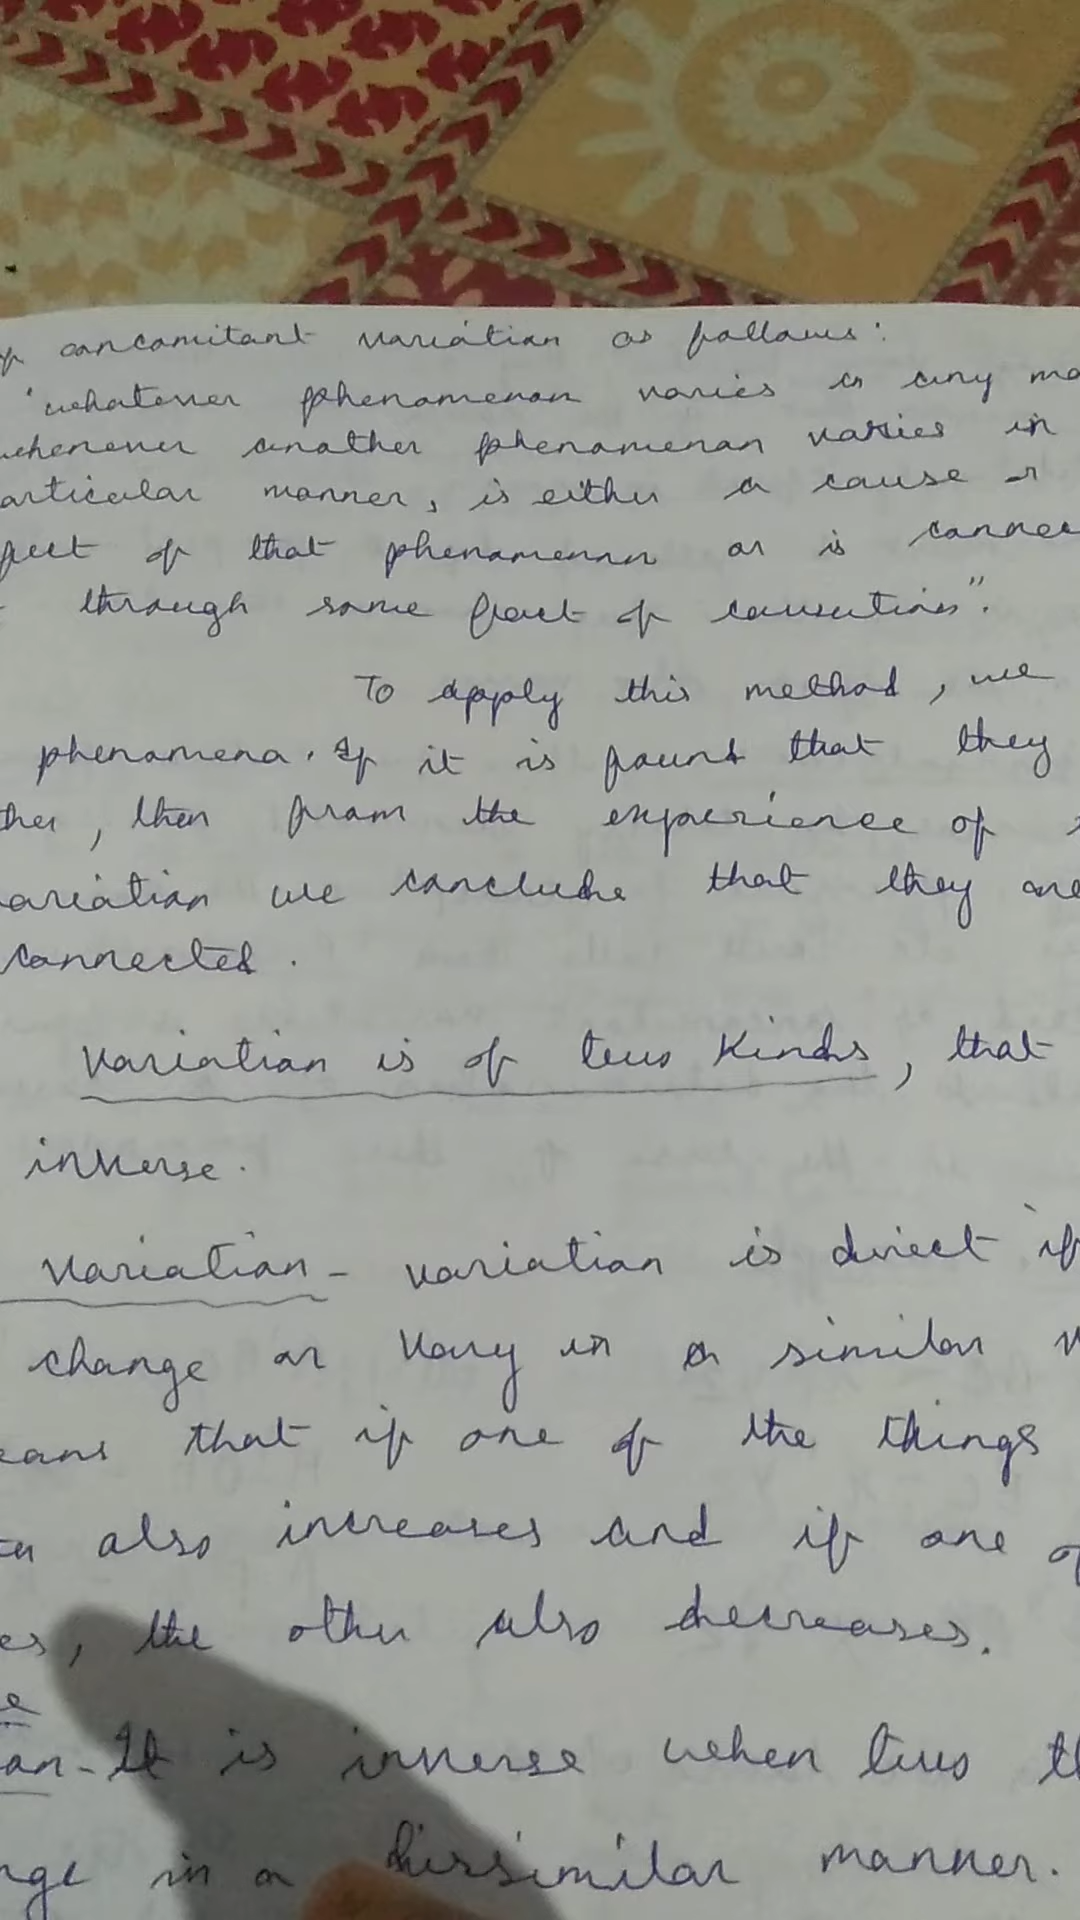 concomitant variation as follows:
"whatever phenomenon varies in any
whenever another phenomenon varies in
articular manner, is either a cause or
fect of that phenomenon or is connec
through some fact of causation".
To apply this method, we
phenomena. If it is found that they
ther, then from the experience of
ariation we conclude that they are
connected.
Variation is of two Kinds, that
inverse.
Variation - variation is direct if
change or vary in a similar
eans that if one of the things
also increases and if one of
es, the other also decreases.
e
an - It is inverse when two th
nge in a dissimilar manner.